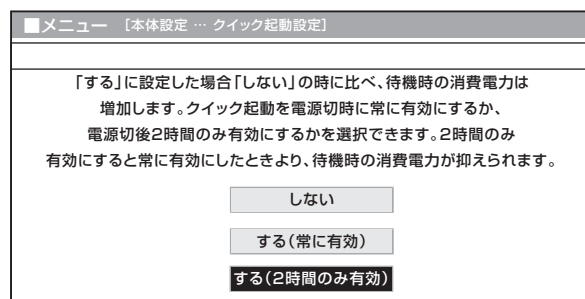 ■メニュー [本体設定 … クイック起動設定]
「する」に設定した場合「しない」の時に比べ、待機時の消費電力は
増加します。クイック起動を電源切時に常に有効にするか、
電源切後2時間のみ有効にするかを選択できます。2時間のみ
有効にすると常に有効にしたときより、待機時の消費電力が抑えられます。
しない
する(常に有効)
する(2時間のみ有効)